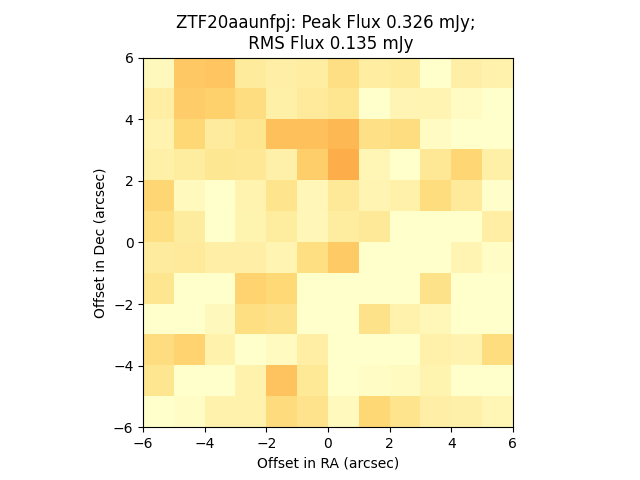 ZTF20aaunfpj: Peak Flux 0.326 mJy;
RMS Flux 0.135 mJy
6
4
2
0
−2
−4
−6
Offset in Dec (arcsec)
−6 −4 −2 0 2 4 6
Offset in RA (arcsec)